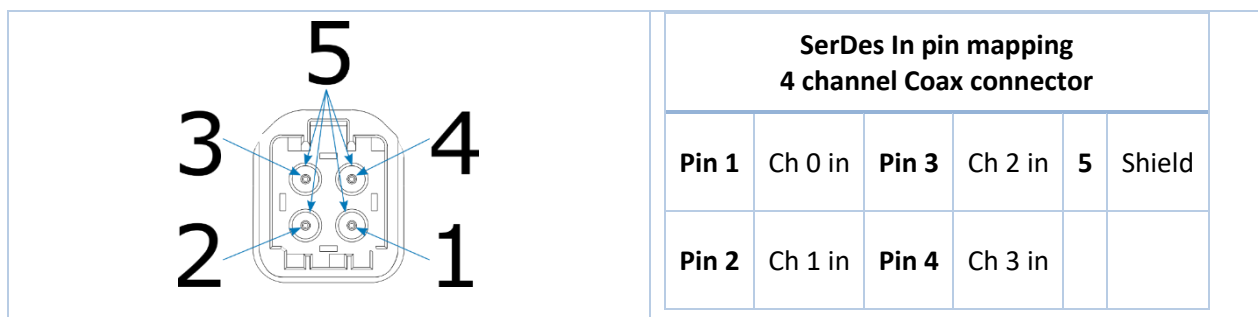 5
3
4
2
1
SerDes In pin mapping
4 channel Coax connector
Pin 1 Ch 0 in Pin 3 Ch 2 in 5 Shield
Pin 2 Ch 1 in Pin 4 Ch 3 in